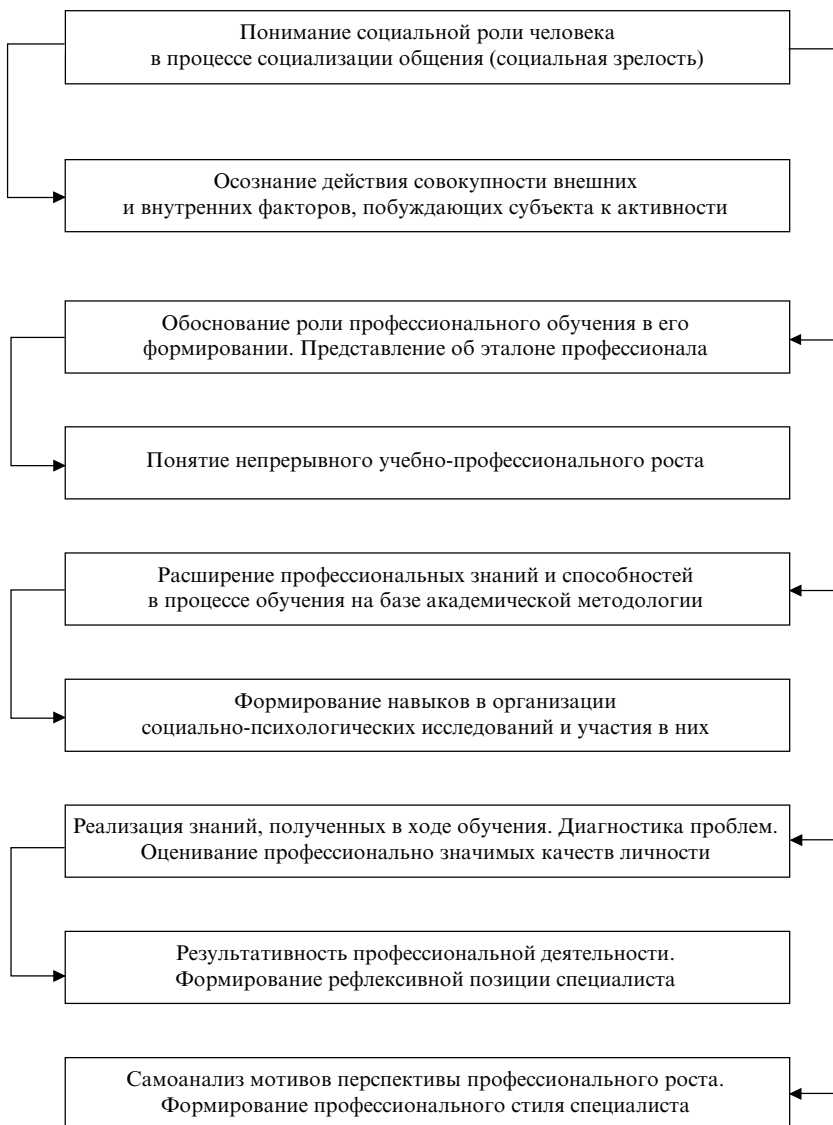 Понимание социальной роли человека
в процессе социализации общения (социальная зрелость)
Осознание действия совокупности внешних
и внутренних факторов, побуждающих субъекта к активности
Обоснование роли профессионального обучения в его
формировании. Представление об эталоне профессионала
Понятие непрерывного учебно-профессионального роста
Расширение профессиональных знаний и способностей
в процессе обучения на базе академической методологии
Формирование навыков в организации
социально-психологических исследований и участия в них
Реализация знаний, полученных в ходе обучения. Диагностика проблем.
Оценивание профессионально значимых качеств личности
Результативность профессиональной деятельности.
Формирование рефлексивной позиции специалиста
Самоанализ мотивов перспективы профессионального роста.
Формирование профессионального стиля специалиста